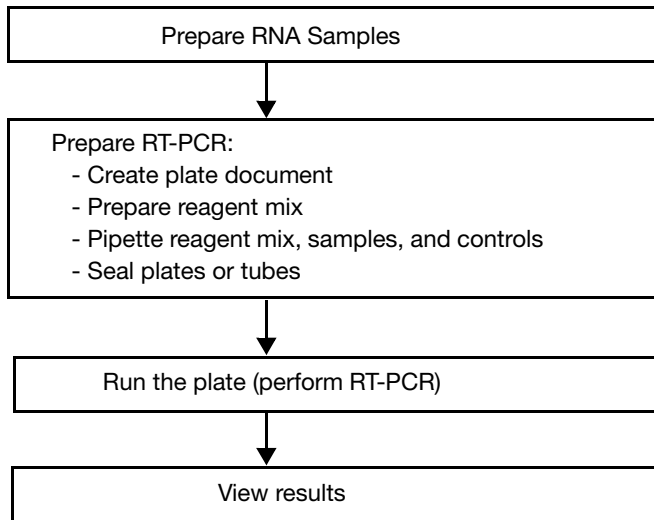 Prepare RNA Samples
Prepare RT-PCR:
- Create plate document
- Prepare reagent mix
- Pipette reagent mix, samples, and controls
- Seal plates or tubes
Run the plate (perform RT-PCR)
View results